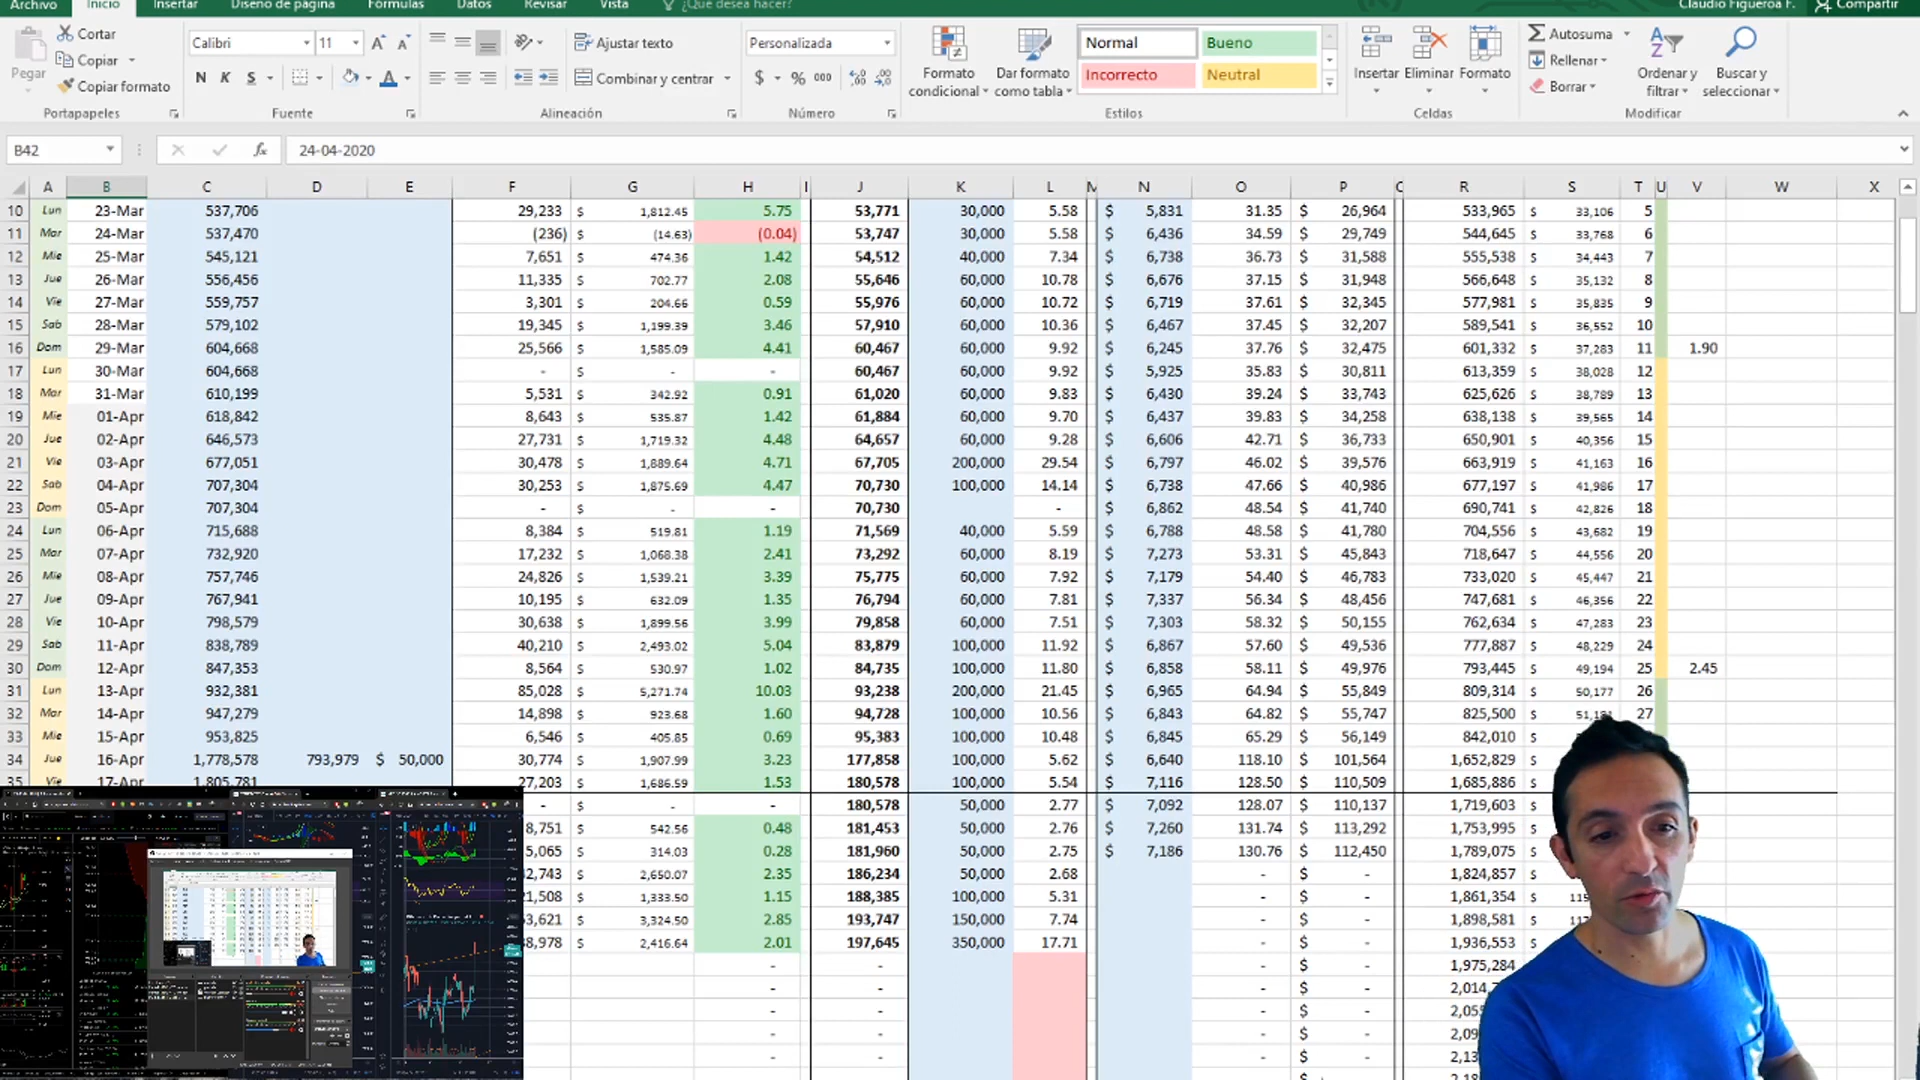 Archivo Inicio Insertar Diseño de página Fórmulas Datos Revisar Vista ¿Qué desea hacer? Claudio Figueroa F. Compartir
Pegar Cortar Copiar Copiar formato Portapapeles
Calibri 11 N K S Fuente
Ajustar texto Combinar y centrar Alineación
Personalizada $ % 000 Número
Formato condicional Dar formato como tabla Normal Bueno Incorrecto Neutral Estilos
Insertar Eliminar Formato Celdas
Autosuma Rellenar Borrar Ordenar y filtrar Buscar y seleccionar Modificar
B42 fx 24-04-2020
A B C D E F G H I J K L M N O P R S T U V W X
10 Lun 23-Mar 537,706 29,233 $ 1,812.45 5.75 53,771 30,000 5.58 $ 5,831 31.35 $ 26,964 533,965 $ 33,106 5
11 Mar 24-Mar 537,470 (236) $ (14.63) (0.04) 53,747 30,000 5.58 $ 6,436 34.59 $ 29,749 544,645 $ 33,768 6
12 Mie 25-Mar 545,121 7,651 $ 474.36 1.42 54,512 40,000 7.34 $ 6,738 36.73 $ 31,588 555,538 $ 34,443 7
13 Jue 26-Mar 556,456 11,335 $ 702.77 2.08 55,646 60,000 10.78 $ 6,676 37.15 $ 31,948 566,648 $ 35,132 8
14 Vie 27-Mar 559,757 3,301 $ 204.66 0.59 55,976 60,000 10.72 $ 6,719 37.61 $ 32,345 577,981 $ 35,835 9
15 Sab 28-Mar 579,102 19,345 $ 1,199.39 3.46 57,910 60,000 10.36 $ 6,467 37.45 $ 32,207 589,541 $ 36,552 10
16 Dom 29-Mar 604,668 25,566 $ 1,585.09 4.41 60,467 60,000 9.92 $ 6,245 37.76 $ 32,475 601,332 $ 37,283 11 1.90
17 Lun 30-Mar 604,668 - $ - - 60,467 60,000 9.92 $ 5,925 35.83 $ 30,811 613,359 $ 38,028 12
18 Mar 31-Mar 610,199 5,531 $ 342.92 0.91 61,020 60,000 9.83 $ 6,430 39.24 $ 33,743 625,626 $ 38,789 13
19 Mie 01-Apr 618,842 8,643 $ 535.87 1.42 61,884 60,000 9.70 $ 6,437 39.83 $ 34,258 638,138 $ 39,565 14
20 Jue 02-Apr 646,573 27,731 $ 1,719.32 4.48 64,657 60,000 9.28 $ 6,606 42.71 $ 36,733 650,901 $ 40,356 15
21 Vie 03-Apr 677,051 30,478 $ 1,889.64 4.71 67,705 200,000 29.54 $ 6,797 46.02 $ 39,576 663,919 $ 41,163 16
22 Sab 04-Apr 707,304 30,253 $ 1,875.69 4.47 70,730 100,000 14.14 $ 6,738 47.66 $ 40,986 677,197 $ 41,986 17
23 Dom 05-Apr 707,304 - $ - - 70,730 - $ 6,862 48.54 $ 41,740 690,741 $ 42,826 18
24 Lun 06-Apr 715,688 8,384 $ 519.81 1.19 71,569 40,000 5.59 $ 6,788 48.58 $ 41,780 704,556 $ 43,682 19
25 Mar 07-Apr 732,920 17,232 $ 1,068.38 2.41 73,292 60,000 8.19 $ 7,273 53.31 $ 45,843 718,647 $ 44,556 20
26 Mie 08-Apr 757,746 24,826 $ 1,539.21 3.39 75,775 60,000 7.92 $ 7,179 54.40 $ 46,783 733,020 $ 45,447 21
27 Jue 09-Apr 767,941 10,195 $ 632.09 1.35 76,794 60,000 7.81 $ 7,337 56.34 $ 48,456 747,681 $ 46,356 22
28 Vie 10-Apr 798,579 30,638 $ 1,899.56 3.99 79,858 60,000 7.51 $ 7,303 58.32 $ 50,155 762,634 $ 47,283 23
29 Sab 11-Apr 838,789 40,210 $ 2,493.02 5.04 83,879 100,000 11.92 $ 6,867 57.60 $ 49,536 777,887 $ 48,229 24
30 Dom 12-Apr 847,353 8,564 $ 530.97 1.02 84,735 100,000 11.80 $ 6,858 58.11 $ 49,976 793,445 $ 49,194 25 2.45
31 Lun 13-Apr 932,381 85,028 $ 5,271.74 10.03 93,238 200,000 21.45 $ 6,965 64.94 $ 55,849 809,314 $ 50,177 26
32 Mar 14-Apr 947,279 14,898 $ 923.68 1.60 94,728 100,000 10.56 $ 6,843 64.82 $ 55,747 825,500 $ 27
33 Mie 15-Apr 953,825 6,546 $ 405.85 0.69 95,383 100,000 10.48 $ 6,845 65.29 $ 56,149 842,010 $
34 Jue 16-Apr 1,778,578 793,979 $ 50,000 30,774 $ 1,907.99 3.23 177,858 100,000 5.62 $ 6,640 118.10 $ 101,564 1,652,829 $
35 Vie 17-Apr 1,805,781 27,203 $ 1,686.59 1.53 180,578 100,000 5.54 $ 7,116 128.50 $ 110,509 1,685,886 $
- $ - - 180,578 50,000 2.77 $ 7,092 128.07 $ 110,137 1,719,603 $
8,751 $ 542.56 0.48 181,453 50,000 2.76 $ 7,260 131.74 $ 113,292 1,753,995 $
5,065 $ 314.03 0.28 181,960 50,000 2.75 $ 7,186 130.76 $ 112,450 1,789,075 $
$ 2,650.07 2.35 186,234 50,000 2.68 - $ - 1,824,857 $
$ 1,333.50 1.15 188,385 100,000 5.31 - $ - 1,861,354 $
$ 3,324.50 2.85 193,747 150,000 7.74 - $ - 1,898,581 $
$ 2,416.64 2.01 197,645 350,000 17.71 - $ - 1,936,553 $
- - - $ - 1,975,284
- - - $ -
- - - $ -
- - - $ -
- - - $ -